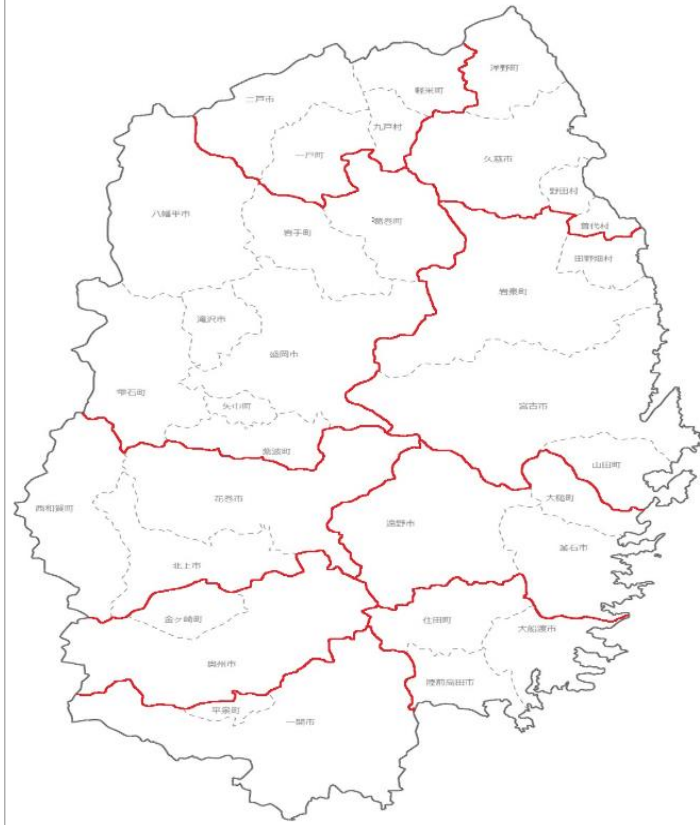 洋野町
軽米町
二戸市
九戸村
一戸町
久慈市
野田村
八幡平市
葛巻町
普代村
岩手町
田野畑村
岩泉町
滝沢市
盛岡市
雫石町
矢巾町
宮古市
紫波町
山田町
花巻市
大槌町
西和賀町
遠野市
釜石市
北上市
金ヶ崎町
住田町
大船渡市
奥州市
陸前高田市
平泉町
一関市